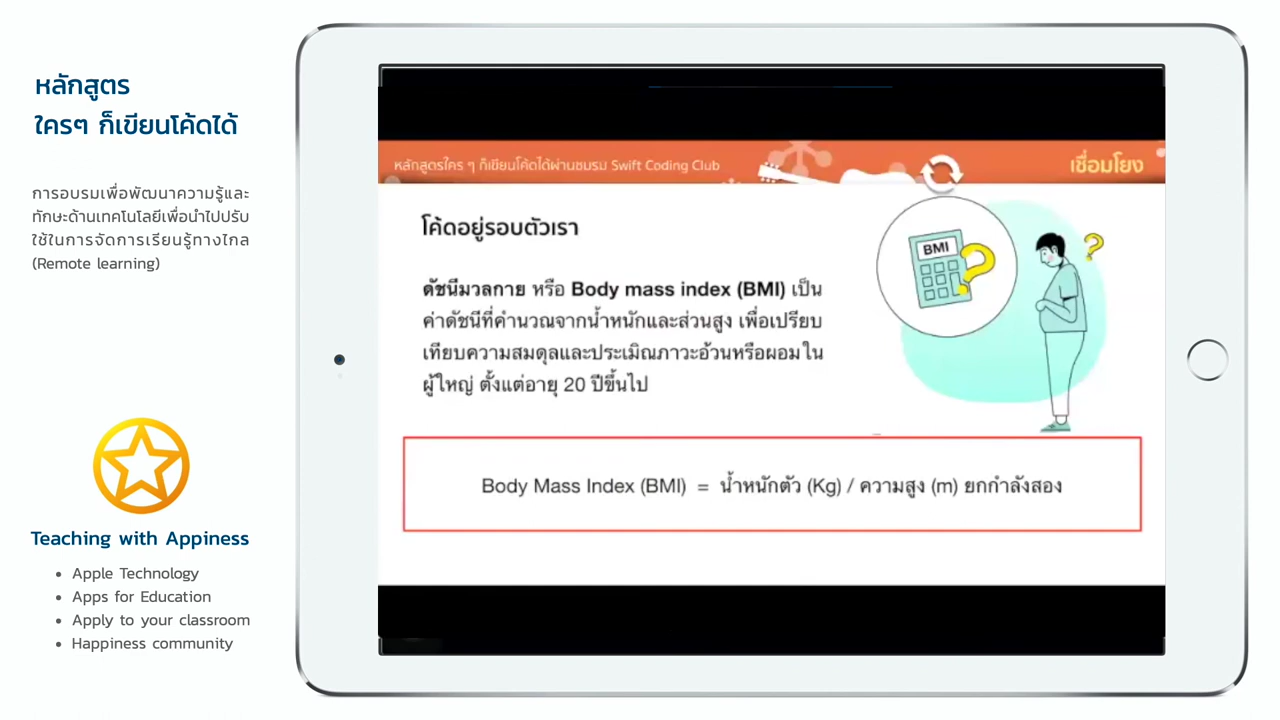 หลักสูตร
ใครๆ ก็เขียนโค้ดได้
การอบรมเพื่อพัฒนาความรู้และ
ทักษะด้านเทคโนโลยีเพื่อนำไปปรับ
ใช้ในการจัดการเรียนรู้ทางไกล
(Remote learning)
Teaching with Appiness
• Apple Technology
• Apps for Education
• Apply to your classroom
• Happiness community
หลักสูตรใคร ๆ ก็เขียนโค้ดได้ผ่านชมรม Swift Coding Club
เชื่อมโยง
โค้ดอยู่รอบตัวเรา
BMI
ดัชนีมวลกาย หรือ Body mass index (BMI) เป็น
ค่าดัชนีที่คำนวณจากน้ำหนักและส่วนสูง เพื่อเปรียบ
เทียบความสมดุลและประเมิณภาวะอ้วนหรือผอมใน
ผู้ใหญ่ ตั้งแต่อายุ 20 ปีขึ้นไป
Body Mass Index (BMI) = น้ำหนักตัว (Kg) / ความสูง (m) ยกกำลังสอง